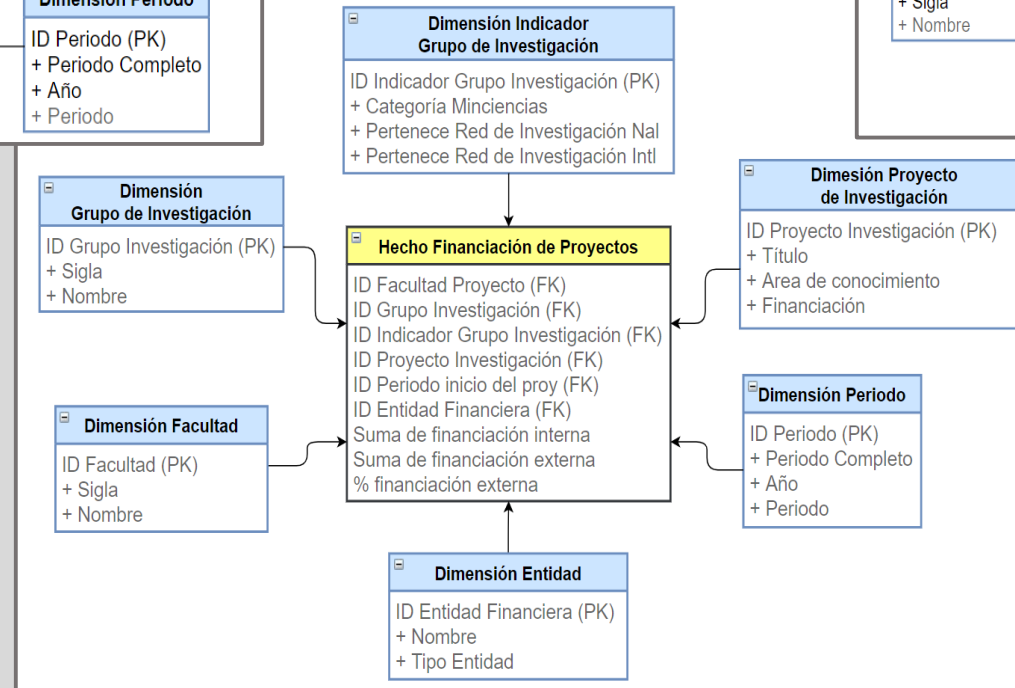 Dimensión Periodo
ID Periodo (PK)
+ Periodo Completo
+ Año
+ Periodo
+ Sigla
+ Nombre
Dimensión Indicador
Grupo de Investigación
ID Indicador Grupo Investigación (PK)
+ Categoría Minciencias
+ Pertenece Red de Investigación Nal
+ Pertenece Red de Investigación Intl
Dimensión
Grupo de Investigación
ID Grupo Investigación (PK)
+ Sigla
+ Nombre
Hecho Financiación de Proyectos
ID Facultad Proyecto (FK)
ID Grupo Investigación (FK)
ID Indicador Grupo Investigación (FK)
ID Proyecto Investigación (FK)
ID Periodo inicio del proy (FK)
ID Entidad Financiera (FK)
Suma de financiación interna
Suma de financiación externa
% financiación externa
Dimesión Proyecto
de Investigación
ID Proyecto Investigación (PK)
+ Título
+ Area de conocimiento
+ Financiación
Dimensión Facultad
ID Facultad (PK)
+ Sigla
+ Nombre
Dimensión Periodo
ID Periodo (PK)
+ Periodo Completo
+ Año
+ Periodo
Dimensión Entidad
ID Entidad Financiera (PK)
+ Nombre
+ Tipo Entidad